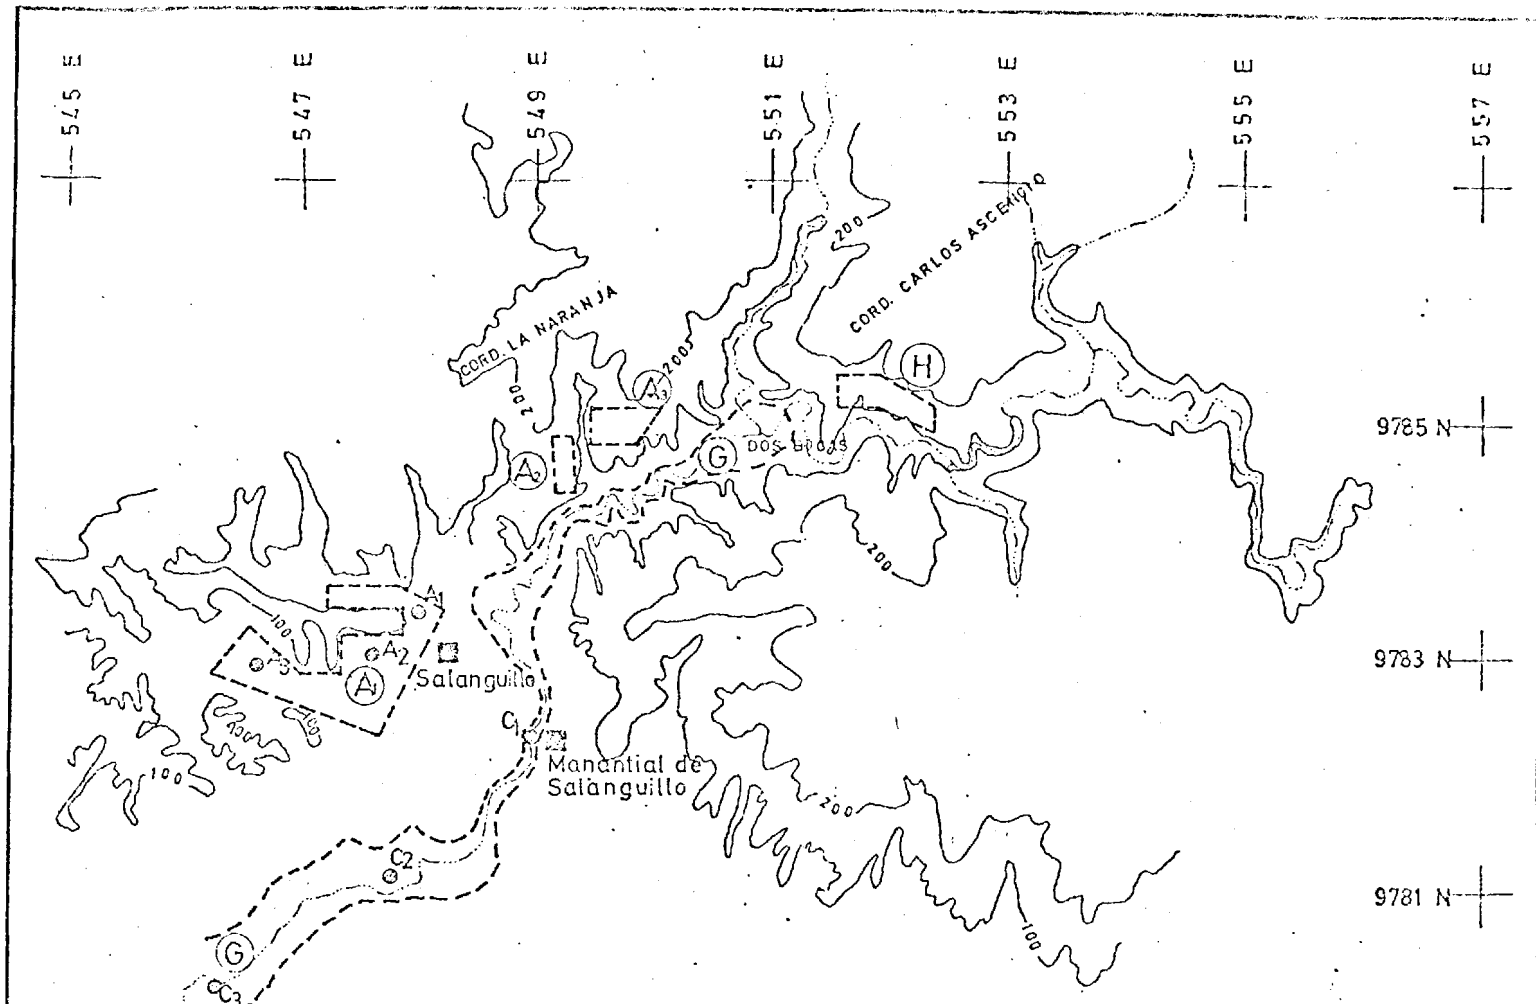 545 E
547 E
549 E
551 E
553 E
555 E
557 E
200
CORD. CARLOS ASCENCIO
CORD. LA NARANJA
200
200
A3
H
9785 N
G
DOS BOCAS
A2
200
100
A1
A2
A3
A1
Salanguillo
9783 N
100
100
C1
Manantial de
Salanguillo
200
C2
9781 N
100
G
C3